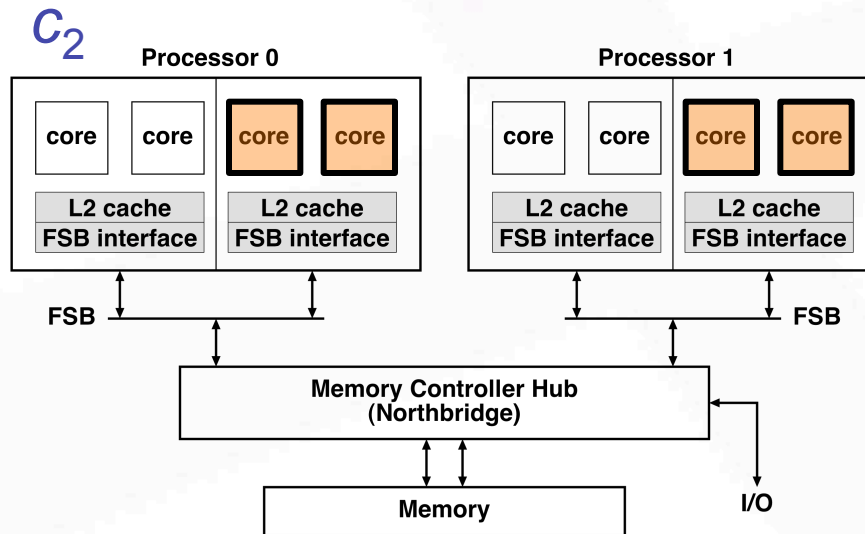 C2
Processor 0
Processor 1
core core core core
core core core core
L2 cache L2 cache
L2 cache L2 cache
FSB interface FSB interface
FSB interface FSB interface
FSB
FSB
Memory Controller Hub
(Northbridge)
I/O
Memory